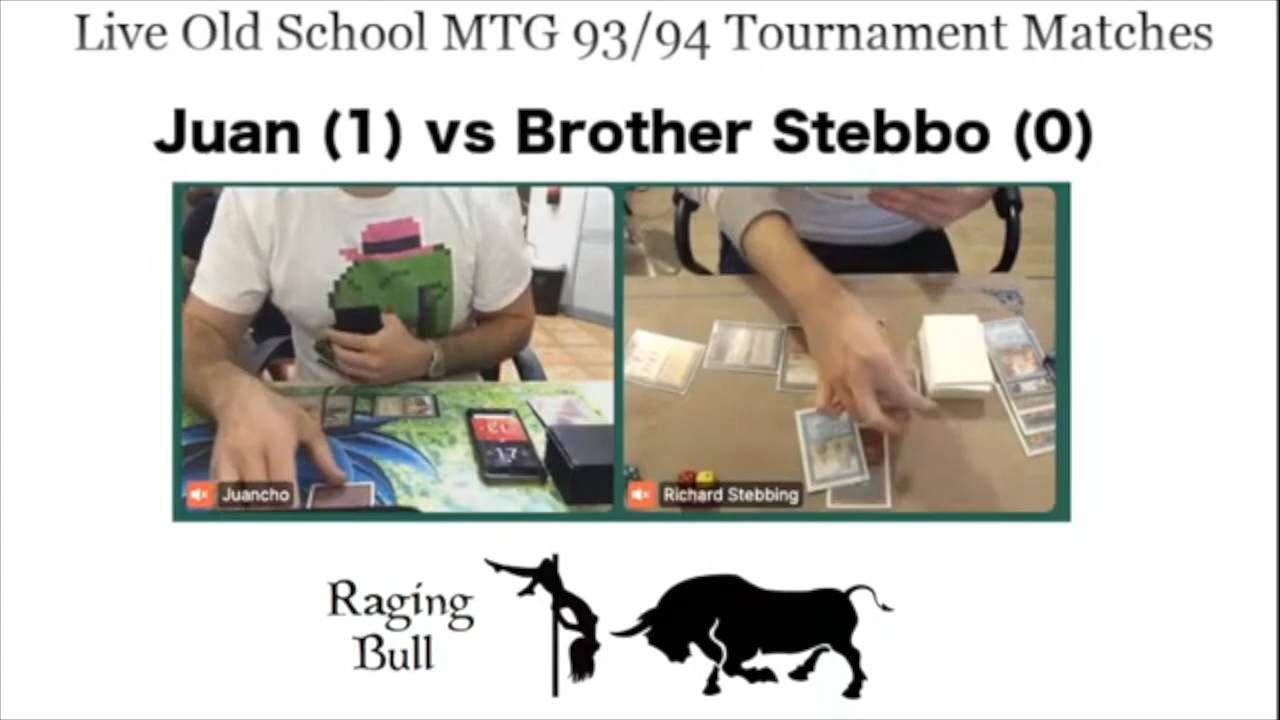 Live Old School MTG 93/94 Tournament Matches
Juan (1) vs Brother Stebbo (0)
Juancho
Richard Stebbing
Raging
Bull